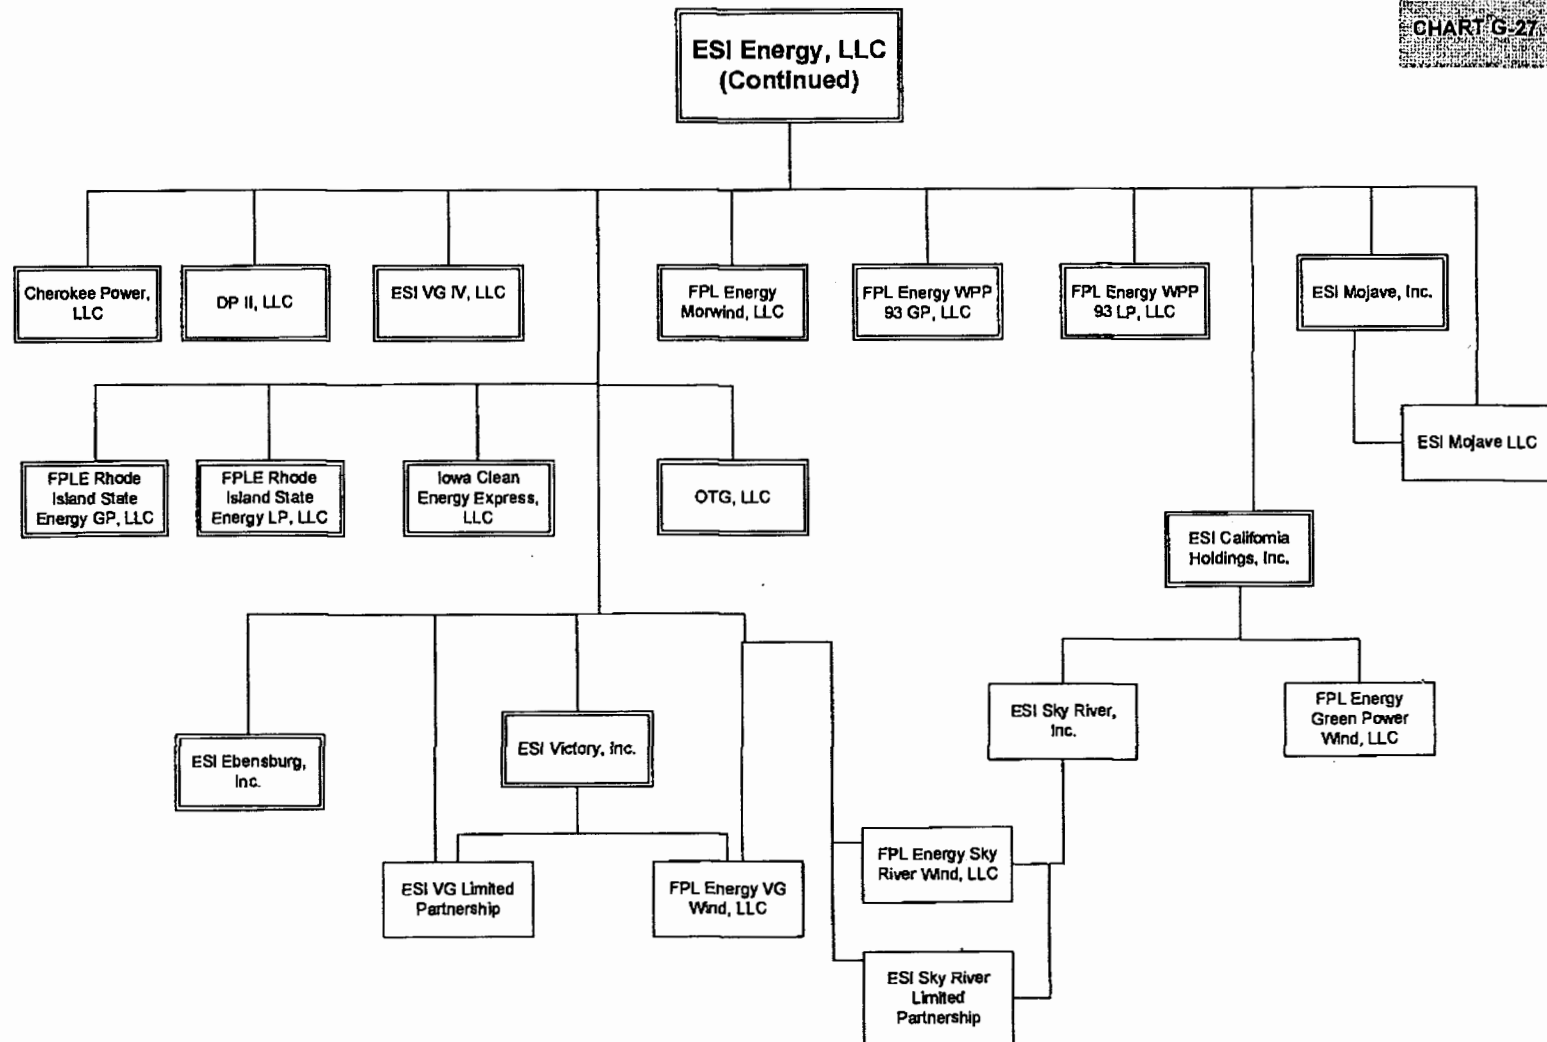 CHART G-27
ESI Energy, LLC
(Continued)
Cherokee Power,
LLC
DP II, LLC
ESI VG IV, LLC
FPL Energy
Morwind, LLC
FPL Energy WPP
93 GP, LLC
FPL Energy WPP
93 LP, LLC
ESI Mojave, Inc.
ESI Mojave LLC
FPLE Rhode
Island State
Energy GP, LLC
FPLE Rhode
Island State
Energy LP, LLC
Iowa Clean
Energy Express,
LLC
OTG, LLC
ESI California
Holdings, Inc.
ESI Ebensburg,
Inc.
ESI Victory, Inc.
ESI Sky River,
Inc.
FPL Energy
Green Power
Wind, LLC
ESI VG Limited
Partnership
FPL Energy VG
Wind, LLC
FPL Energy Sky
River Wind, LLC
ESI Sky River
Limited
Partnership